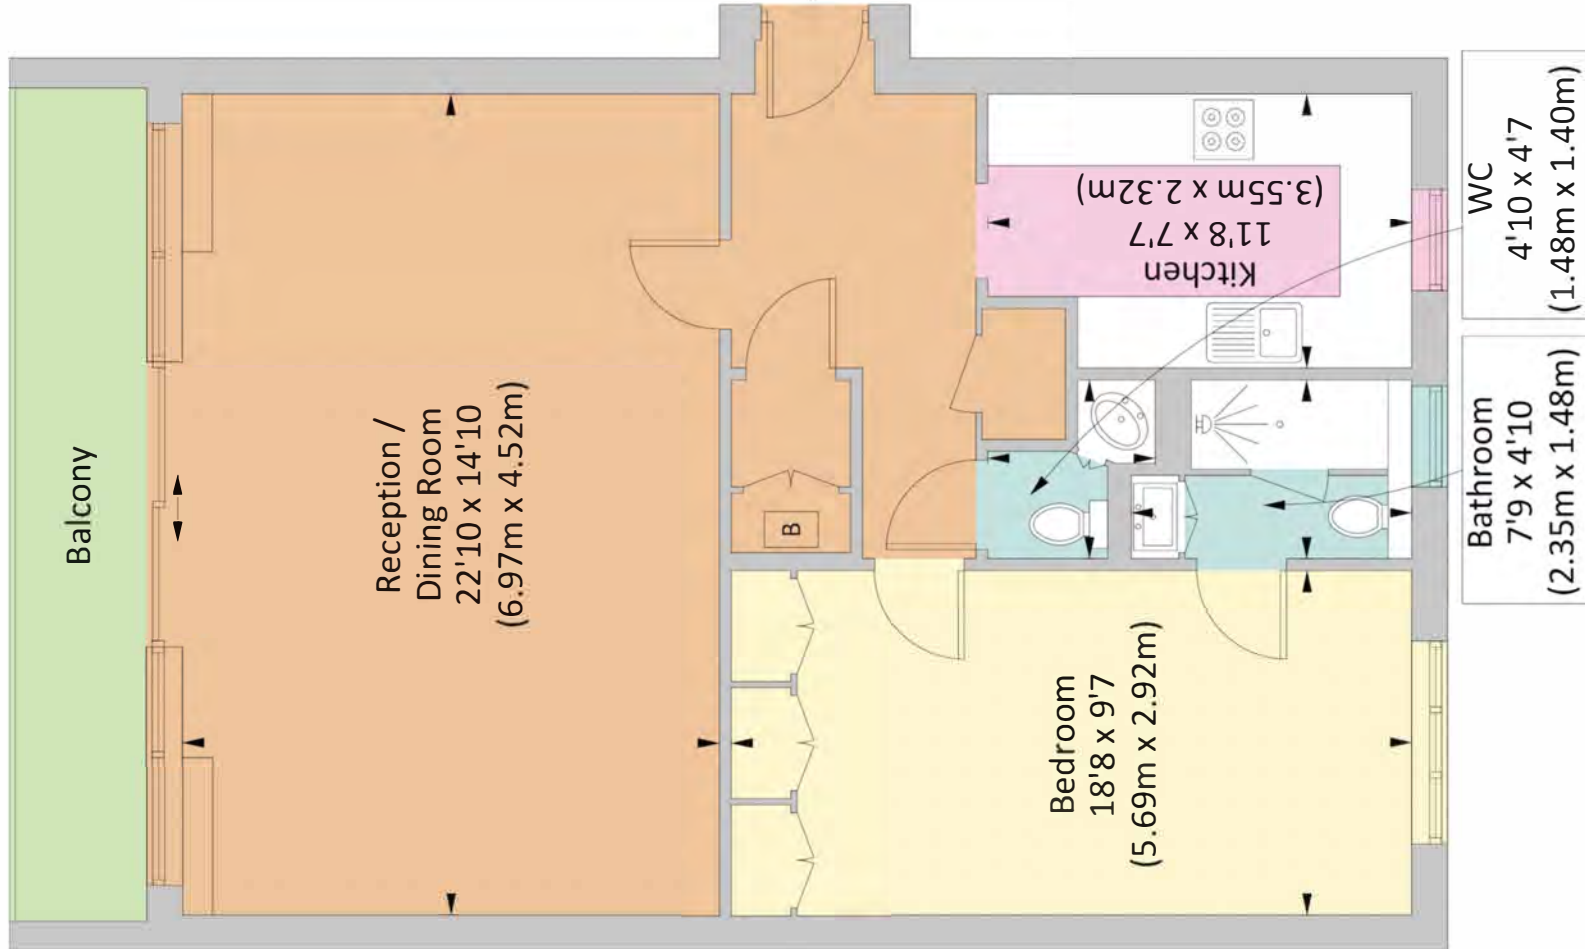 Balcony
Reception /
Dining Room
22'10 x 14'10
(6.97m x 4.52m)
B
Kitchen
11'8 x 7'7
(3.55m x 2.32m)
Bedroom
18'8 x 9'7
(5.69m x 2.92m)
WC
4'10 x 4'7
(1.48m x 1.40m)
Bathroom
7'9 x 4'10
(2.35m x 1.48m)